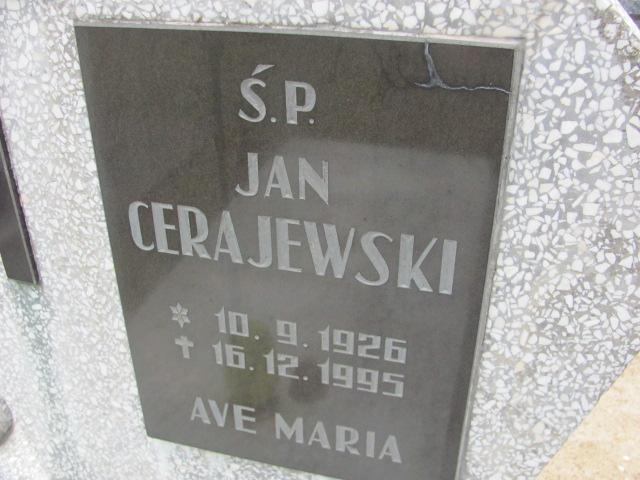 Ś.P.
JAN
CERAJEWSKI
* 10.9.1926
✝ 16.12.1995
AVE MARIA